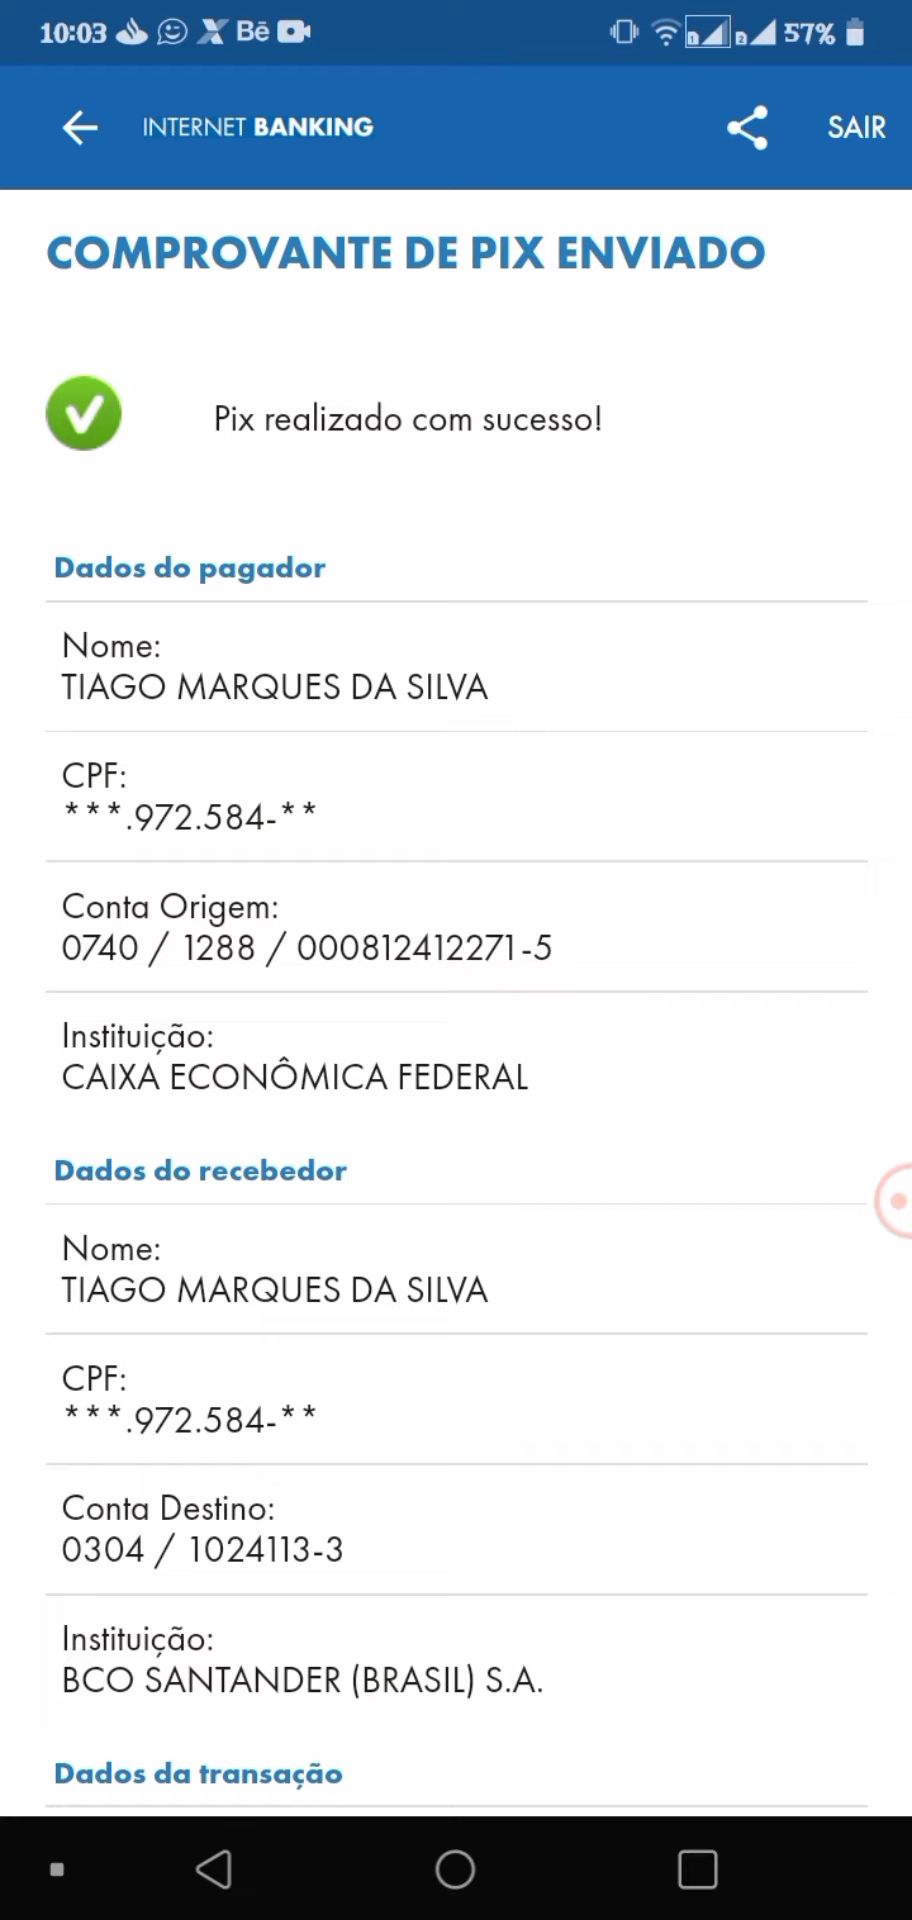 10:03 Bē 57%
INTERNET BANKING SAIR
COMPROVANTE DE PIX ENVIADO
Pix realizado com sucesso!
Dados do pagador
Nome:
TIAGO MARQUES DA SILVA
CPF:
***.972.584-**
Conta Origem:
0740 / 1288 / 000812412271-5
Instituição:
CAIXA ECONÔMICA FEDERAL
Dados do recebedor
Nome:
TIAGO MARQUES DA SILVA
CPF:
***.972.584-**
Conta Destino:
0304 / 1024113-3
Instituição:
BCO SANTANDER (BRASIL) S.A.
Dados da transação